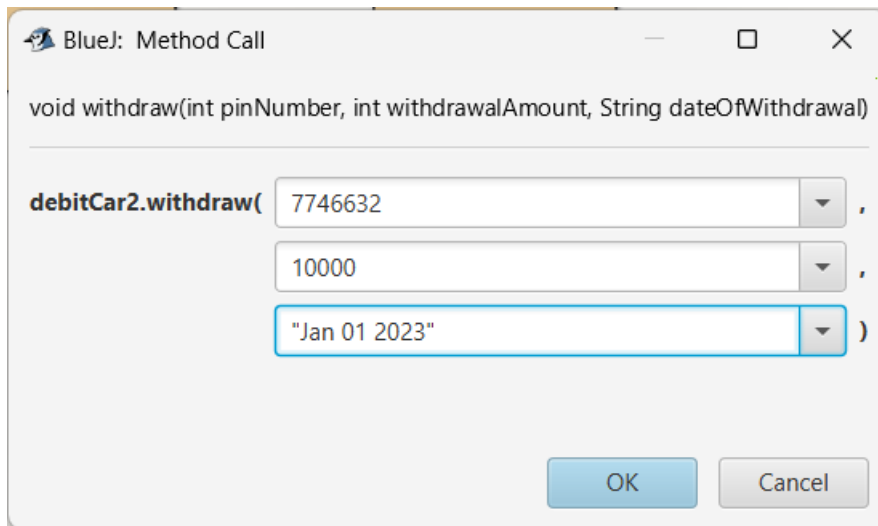 BlueJ: Method Call
void withdraw(int pinNumber, int withdrawalAmount, String dateOfWithdrawal)
debitCar2.withdraw( 7746632 ,
10000 ,
"Jan 01 2023" )
OK Cancel